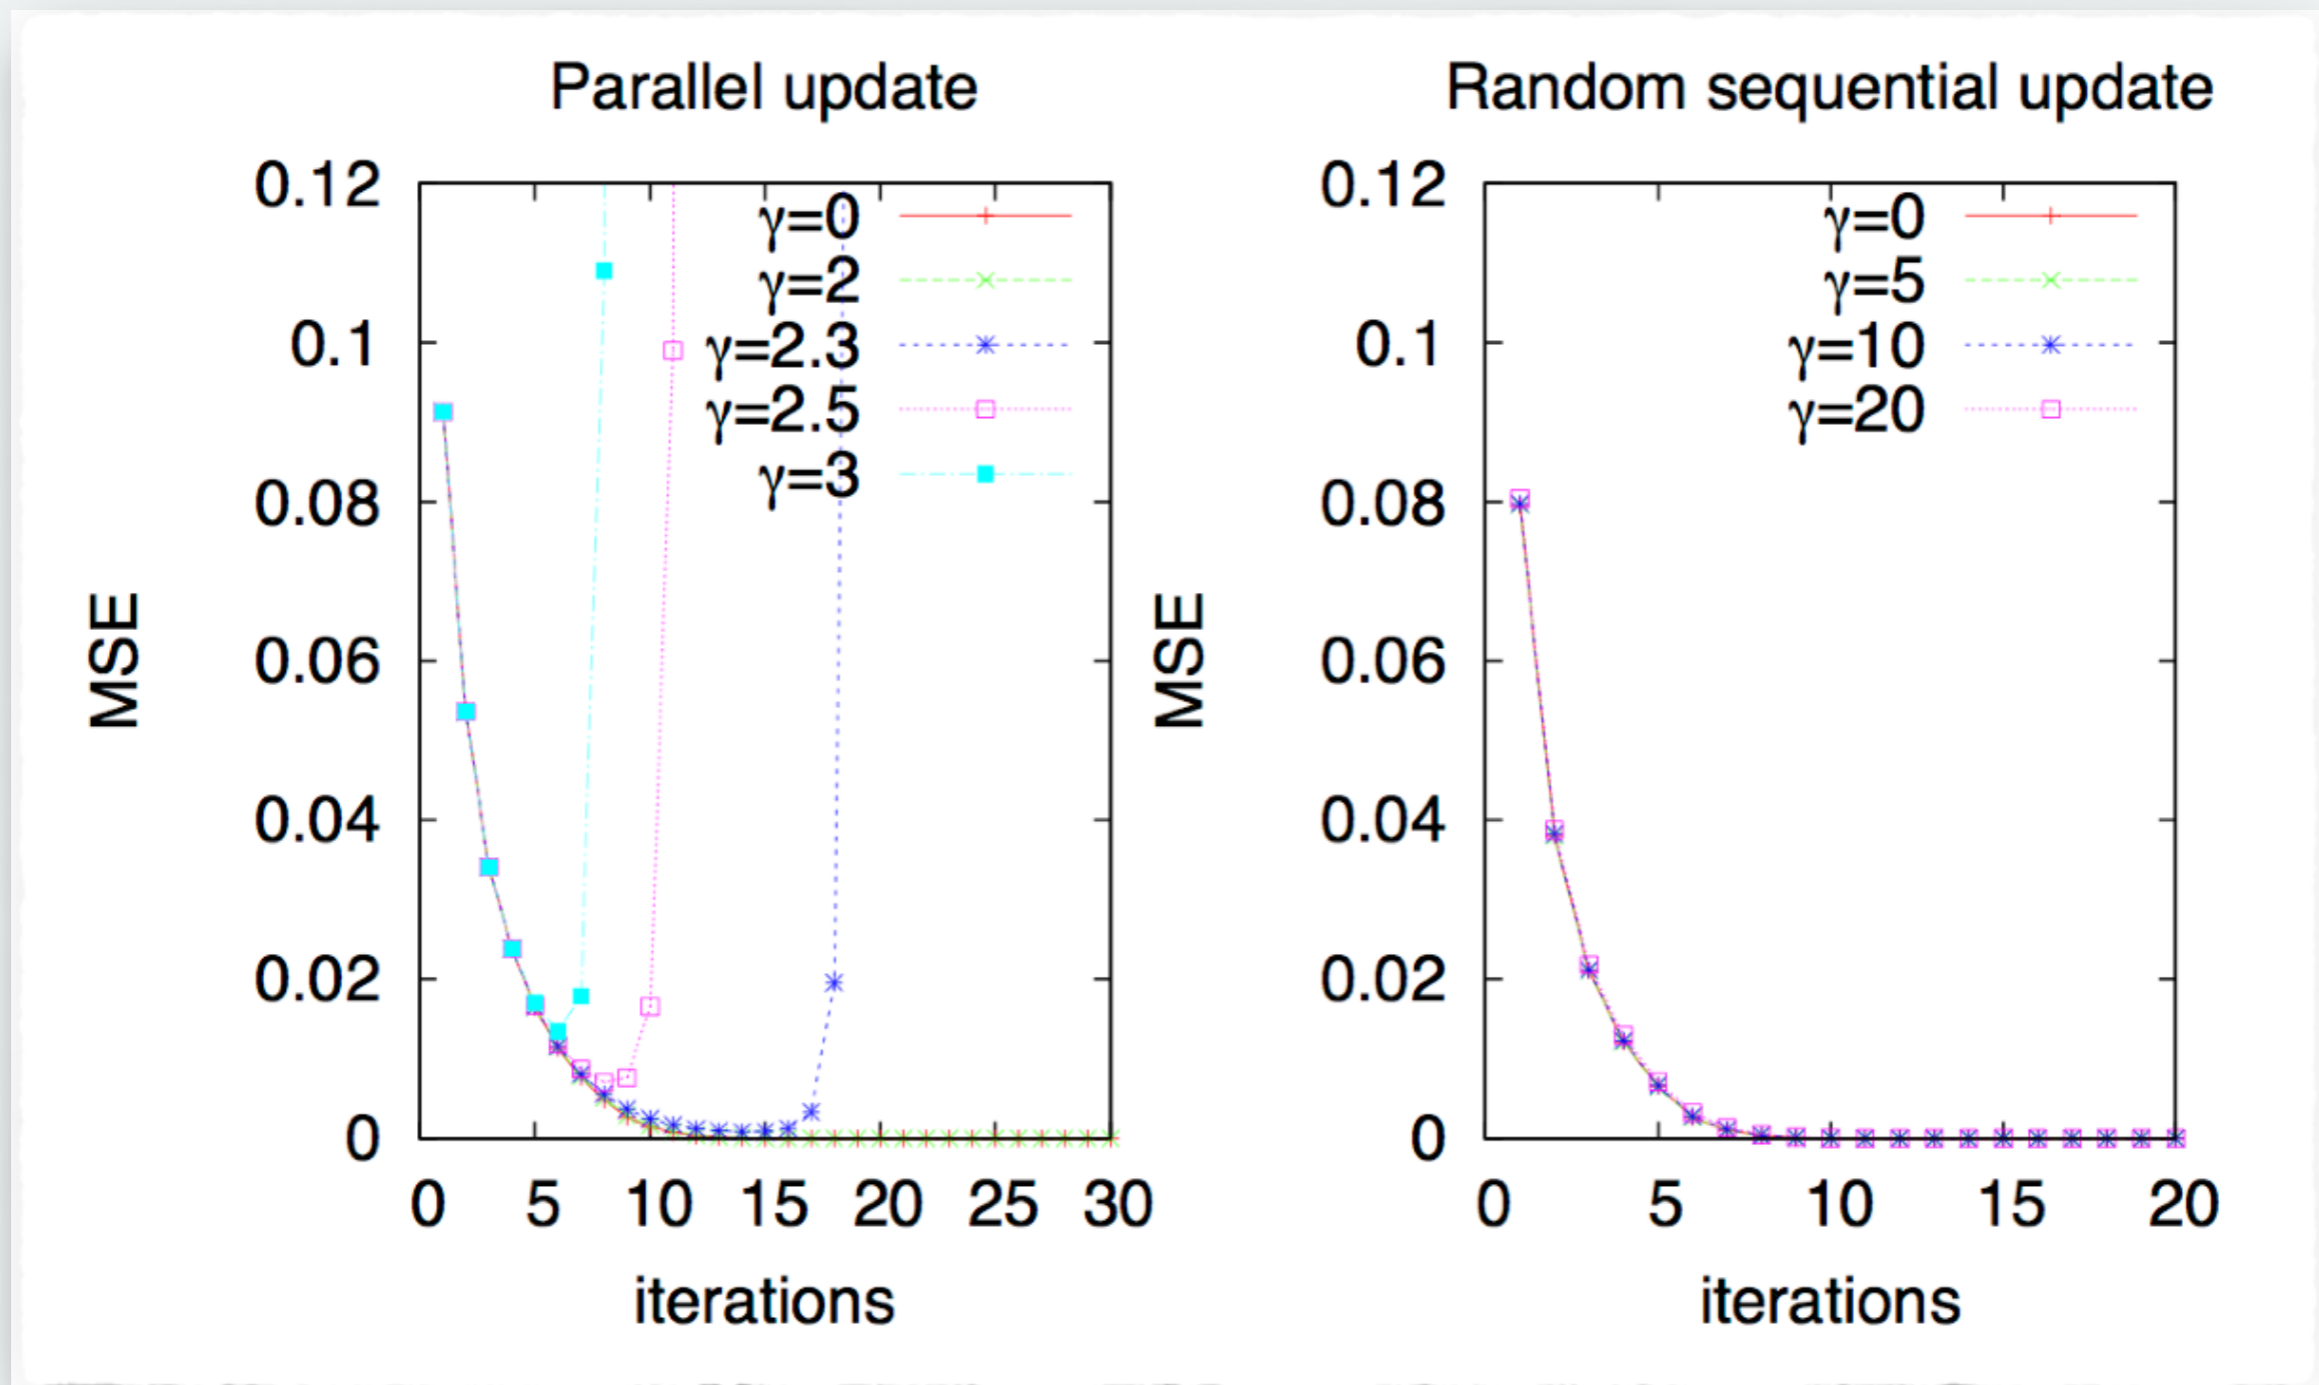 Parallel update
0.12
0.1
0.08
0.06
0.04
0.02
0
MSE
γ=0
γ=2
γ=2.3
γ=2.5
γ=3
0 5 10 15 20 25 30
iterations
Random sequential update
0.12
0.1
0.08
0.06
0.04
0.02
0
MSE
γ=0
γ=5
γ=10
γ=20
0 5 10 15 20
iterations